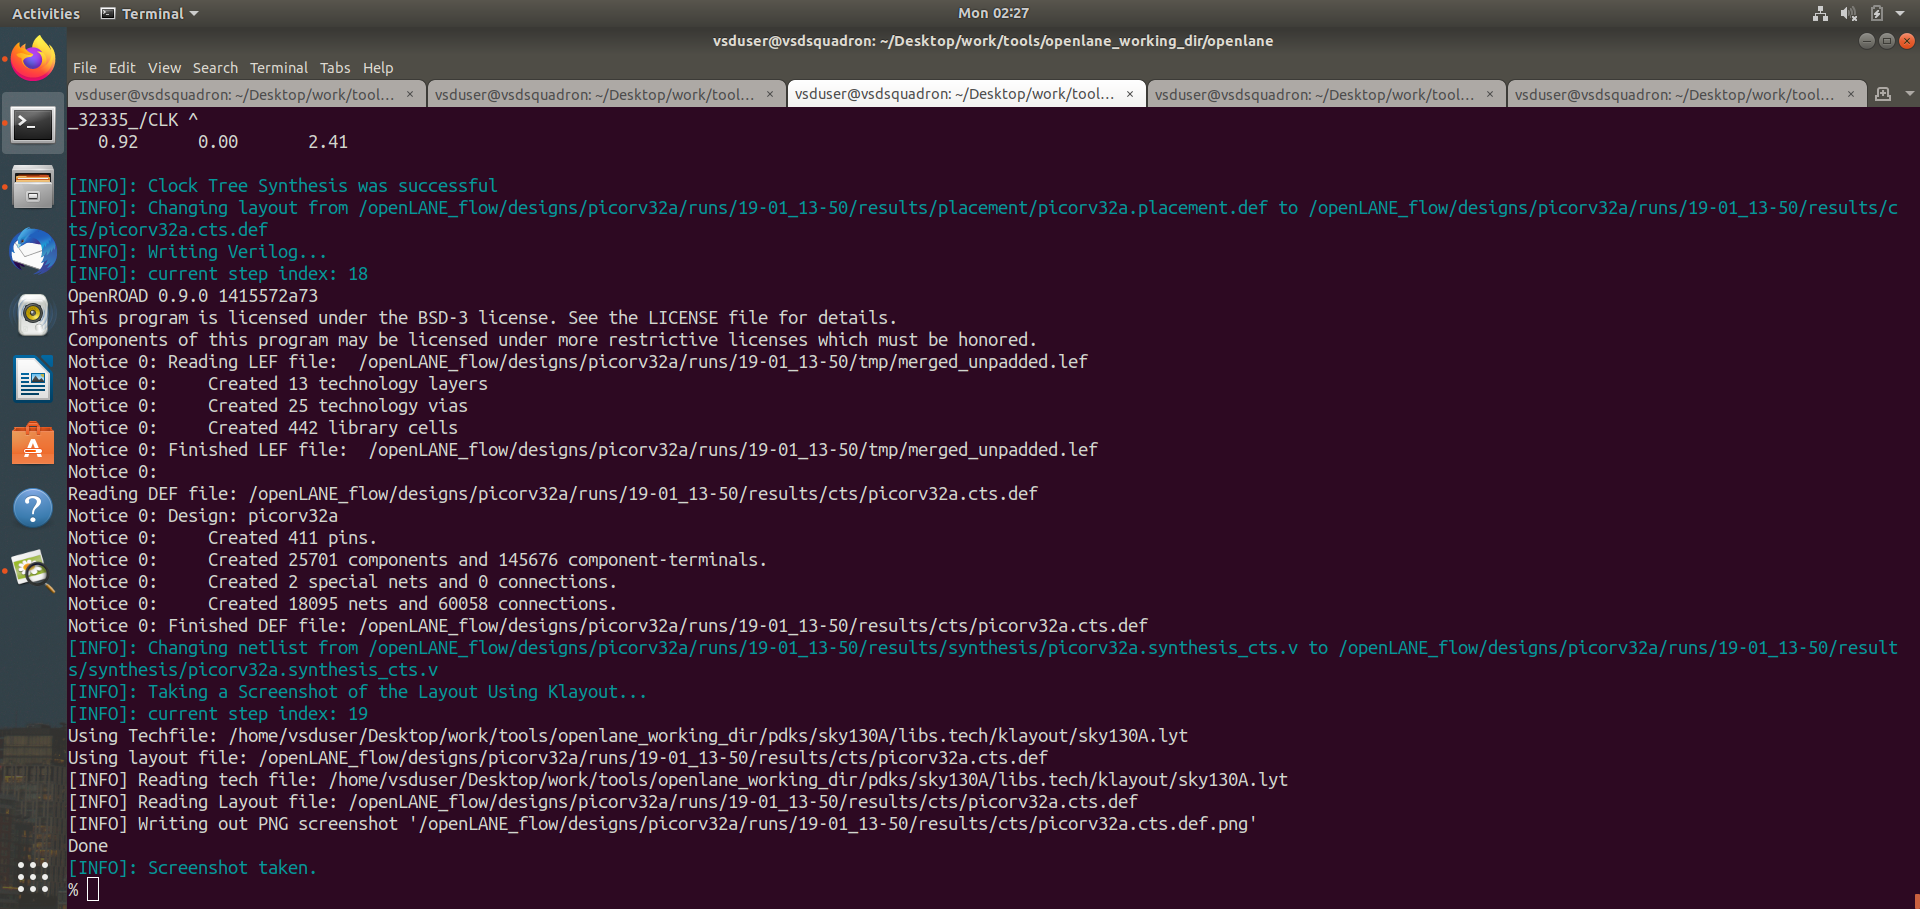 Activities
Terminal
Mon 02:27
vsduser@vsdsquadron: ~/Desktop/work/tools/openlane_working_dir/openlane
File Edit View Search Terminal Tabs Help
vsduser@vsdsquadron: ~/Desktop/work/tool... × vsduser@vsdsquadron: ~/Desktop/work/tool... × vsduser@vsdsquadron: ~/Desktop/work/tool... × vsduser@vsdsquadron: ~/Desktop/work/tool... × vsduser@vsdsquadron: ~/Desktop/work/tool... ×
_32335_/CLK ^
   0.92      0.00       2.41
[INFO]: Clock Tree Synthesis was successful
[INFO]: Changing layout from /openLANE_flow/designs/picorv32a/runs/19-01_13-50/results/placement/picorv32a.placement.def to /openLANE_flow/designs/picorv32a/runs/19-01_13-50/results/c
ts/picorv32a.cts.def
[INFO]: Writing Verilog...
[INFO]: current step index: 18
OpenROAD 0.9.0 1415572a73
This program is licensed under the BSD-3 license. See the LICENSE file for details.
Components of this program may be licensed under more restrictive licenses which must be honored.
Notice 0: Reading LEF file:  /openLANE_flow/designs/picorv32a/runs/19-01_13-50/tmp/merged_unpadded.lef
Notice 0:     Created 13 technology layers
Notice 0:     Created 25 technology vias
Notice 0:     Created 442 library cells
Notice 0: Finished LEF file:  /openLANE_flow/designs/picorv32a/runs/19-01_13-50/tmp/merged_unpadded.lef
Notice 0:
Reading DEF file: /openLANE_flow/designs/picorv32a/runs/19-01_13-50/results/cts/picorv32a.cts.def
Notice 0: Design: picorv32a
Notice 0:     Created 411 pins.
Notice 0:     Created 25701 components and 145676 component-terminals.
Notice 0:     Created 2 special nets and 0 connections.
Notice 0:     Created 18095 nets and 60058 connections.
Notice 0: Finished DEF file: /openLANE_flow/designs/picorv32a/runs/19-01_13-50/results/cts/picorv32a.cts.def
[INFO]: Changing netlist from /openLANE_flow/designs/picorv32a/runs/19-01_13-50/results/synthesis/picorv32a.synthesis_cts.v to /openLANE_flow/designs/picorv32a/runs/19-01_13-50/result
s/synthesis/picorv32a.synthesis_cts.v
[INFO]: Taking a Screenshot of the Layout Using Klayout...
[INFO]: current step index: 19
Using Techfile: /home/vsduser/Desktop/work/tools/openlane_working_dir/pdks/sky130A/libs.tech/klayout/sky130A.lyt
Using layout file: /openLANE_flow/designs/picorv32a/runs/19-01_13-50/results/cts/picorv32a.cts.def
[INFO] Reading tech file: /home/vsduser/Desktop/work/tools/openlane_working_dir/pdks/sky130A/libs.tech/klayout/sky130A.lyt
[INFO] Reading Layout file: /openLANE_flow/designs/picorv32a/runs/19-01_13-50/results/cts/picorv32a.cts.def
[INFO] Writing out PNG screenshot '/openLANE_flow/designs/picorv32a/runs/19-01_13-50/results/cts/picorv32a.cts.def.png'
Done
[INFO]: Screenshot taken.
%